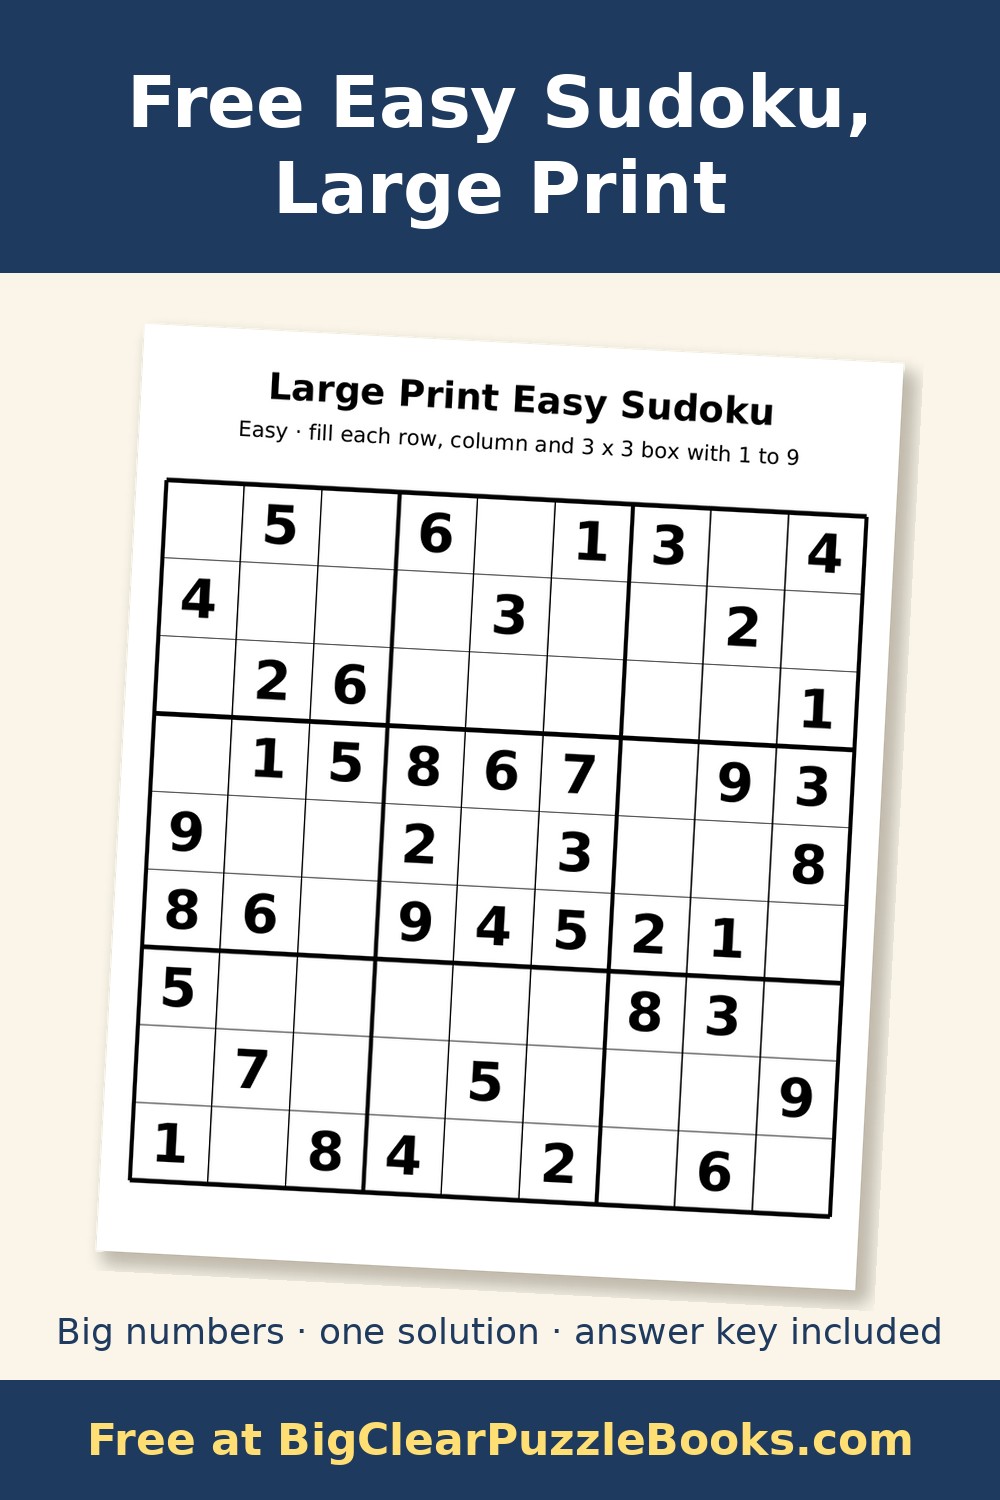 Free Easy Sudoku,
Large Print
Large Print Easy Sudoku
Easy · fill each row, column and 3 x 3 box with 1 to 9
5 6 1 3 4
4 3 2
2 6 1
1 5 8 6 7 9 3
9 2 3 8
8 6 9 4 5 2 1
5 8 3
7 5 9
1 8 4 2 6
Big numbers · one solution · answer key included
Free at BigClearPuzzleBooks.com